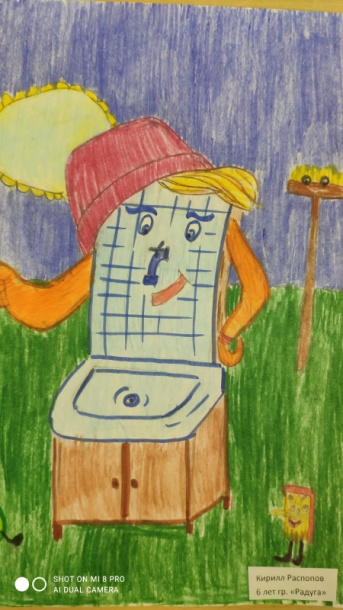 SHOT ON MI 8 PRO
AI DUAL CAMERA
Кирилл Распопов
6 лет гр. «Радуга»